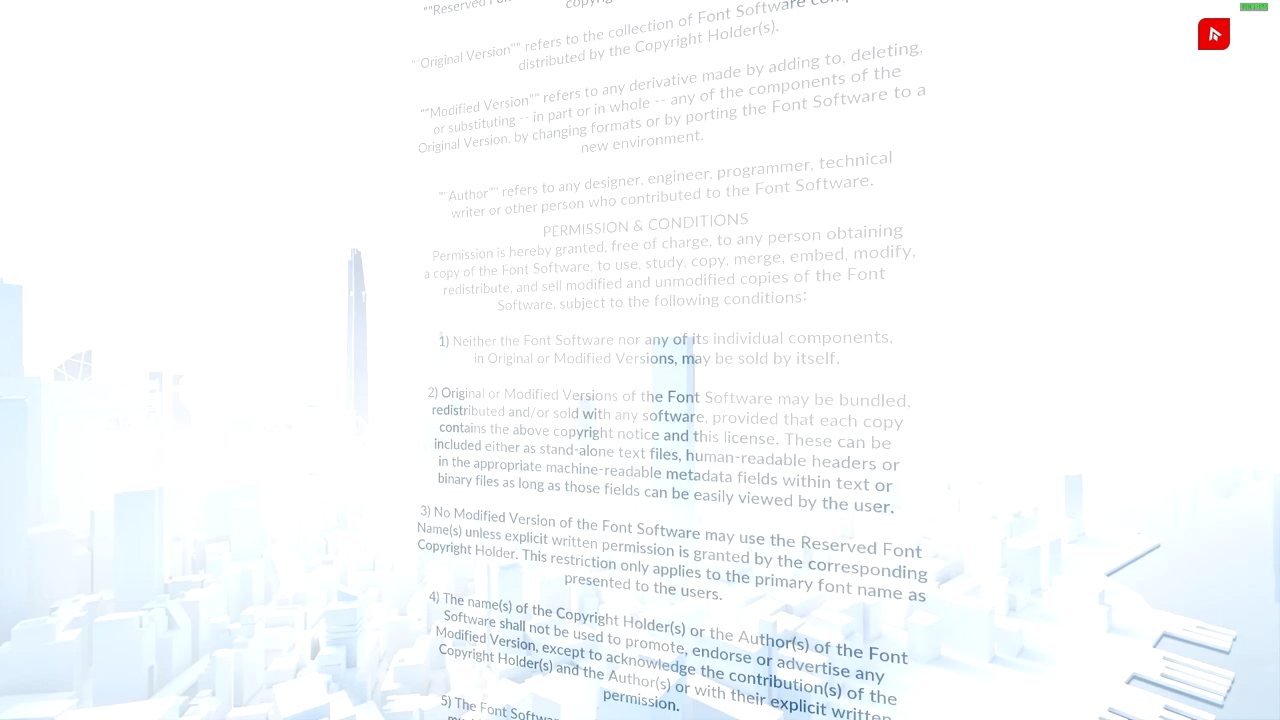 ""Reserved
"Original Version"" refers to the collection of Font Software
distributed by the Copyright Holder(s).
""Modified Version"" refers to any derivative made by adding to, deleting,
or substituting -- in part or in whole -- any of the components of the
Original Version, by changing formats or by porting the Font Software to a
new environment.
""Author"" refers to any designer, engineer, programmer, technical
writer or other person who contributed to the Font Software.
PERMISSION & CONDITIONS
Permission is hereby granted, free of charge, to any person obtaining
a copy of the Font Software, to use, study, copy, merge, embed, modify,
redistribute, and sell modified and unmodified copies of the Font
Software, subject to the following conditions:
1) Neither the Font Software nor any of its individual components,
in Original or Modified Versions, may be sold by itself.
2) Original or Modified Versions of the Font Software may be bundled,
redistributed and/or sold with any software, provided that each copy
contains the above copyright notice and this license. These can be
included either as stand-alone text files, human-readable headers or
in the appropriate machine-readable metadata fields within text or
binary files as long as those fields can be easily viewed by the user.
3) No Modified Version of the Font Software may use the Reserved Font
Name(s) unless explicit written permission is granted by the corresponding
Copyright Holder. This restriction only applies to the primary font name as
presented to the users.
4) The name(s) of the Copyright Holder(s) or the Author(s) of the Font
Software shall not be used to promote, endorse or advertise any
Modified Version, except to acknowledge the contribution(s) of the
Copyright Holder(s) and the Author(s) or with their explicit written
permission.
5) The Font